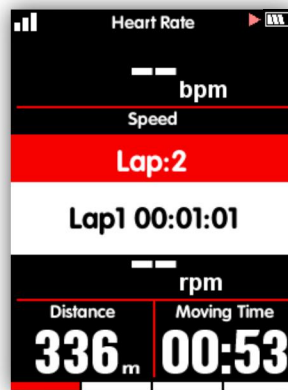 Heart Rate
-- bpm
Speed
Lap:2
Lap1 00:01:01
-- rpm
Distance Moving Time
336m 00:53